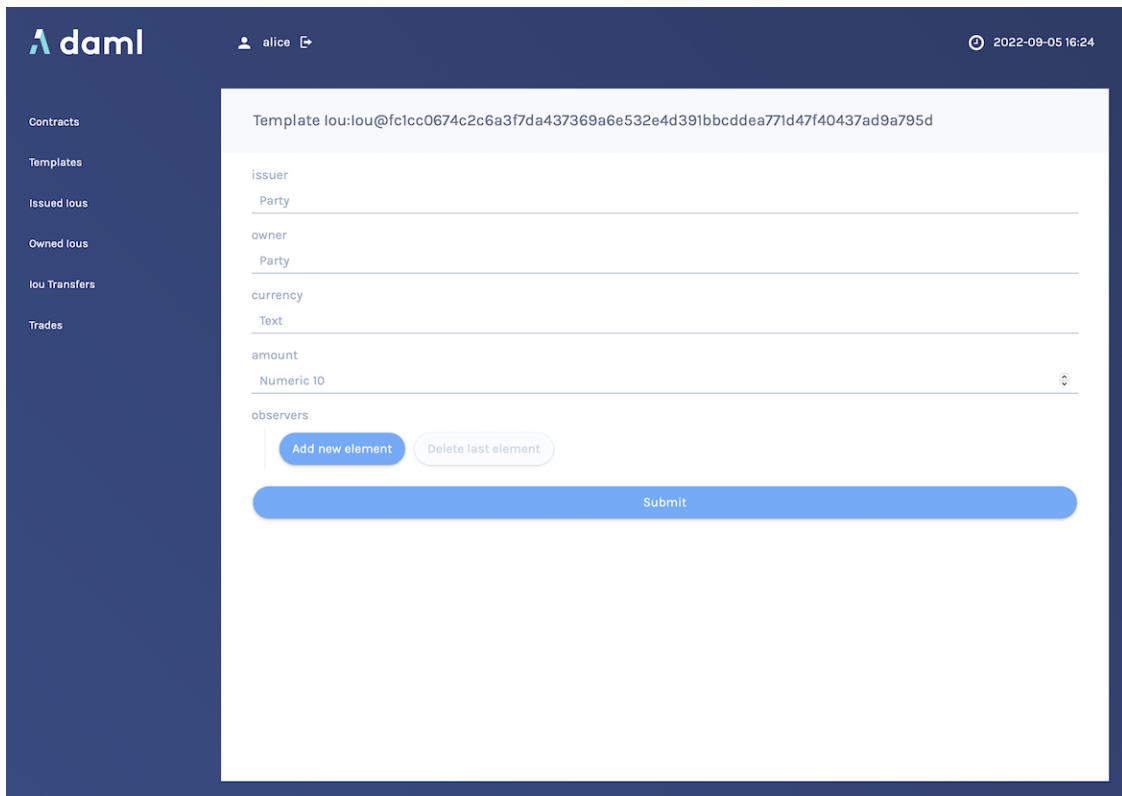 daml
alice
2022-09-05 16:24
Contracts
Templates
Issued Ious
Owned Ious
Iou Transfers
Trades
Template Iou:Iou@fc1cc0674c2c6a3f7da437369a6e532e4d391bbcddea771d47f40437ad9a795d
issuer
Party
owner
Party
currency
Text
amount
Numeric 10
observers
Add new element
Delete last element
Submit